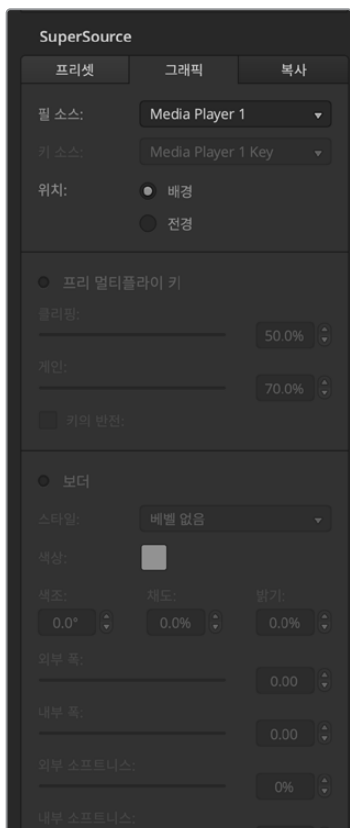 SuperSource
프리셋 그래픽 복사
필 소스: Media Player 1
키 소스: Media Player 1 Key
위치: 배경
전경
프리 멀티플라이 키
클리핑:
50.0%
게인:
70.0%
키의 반전:
보더
스타일: 베벨 없음
색상:
색조: 채도: 밝기:
0.0° 0.0% 0.0%
외부 폭:
0.00
내부 폭:
0.00
외부 소프트니스:
0%
내부 소프트니스: